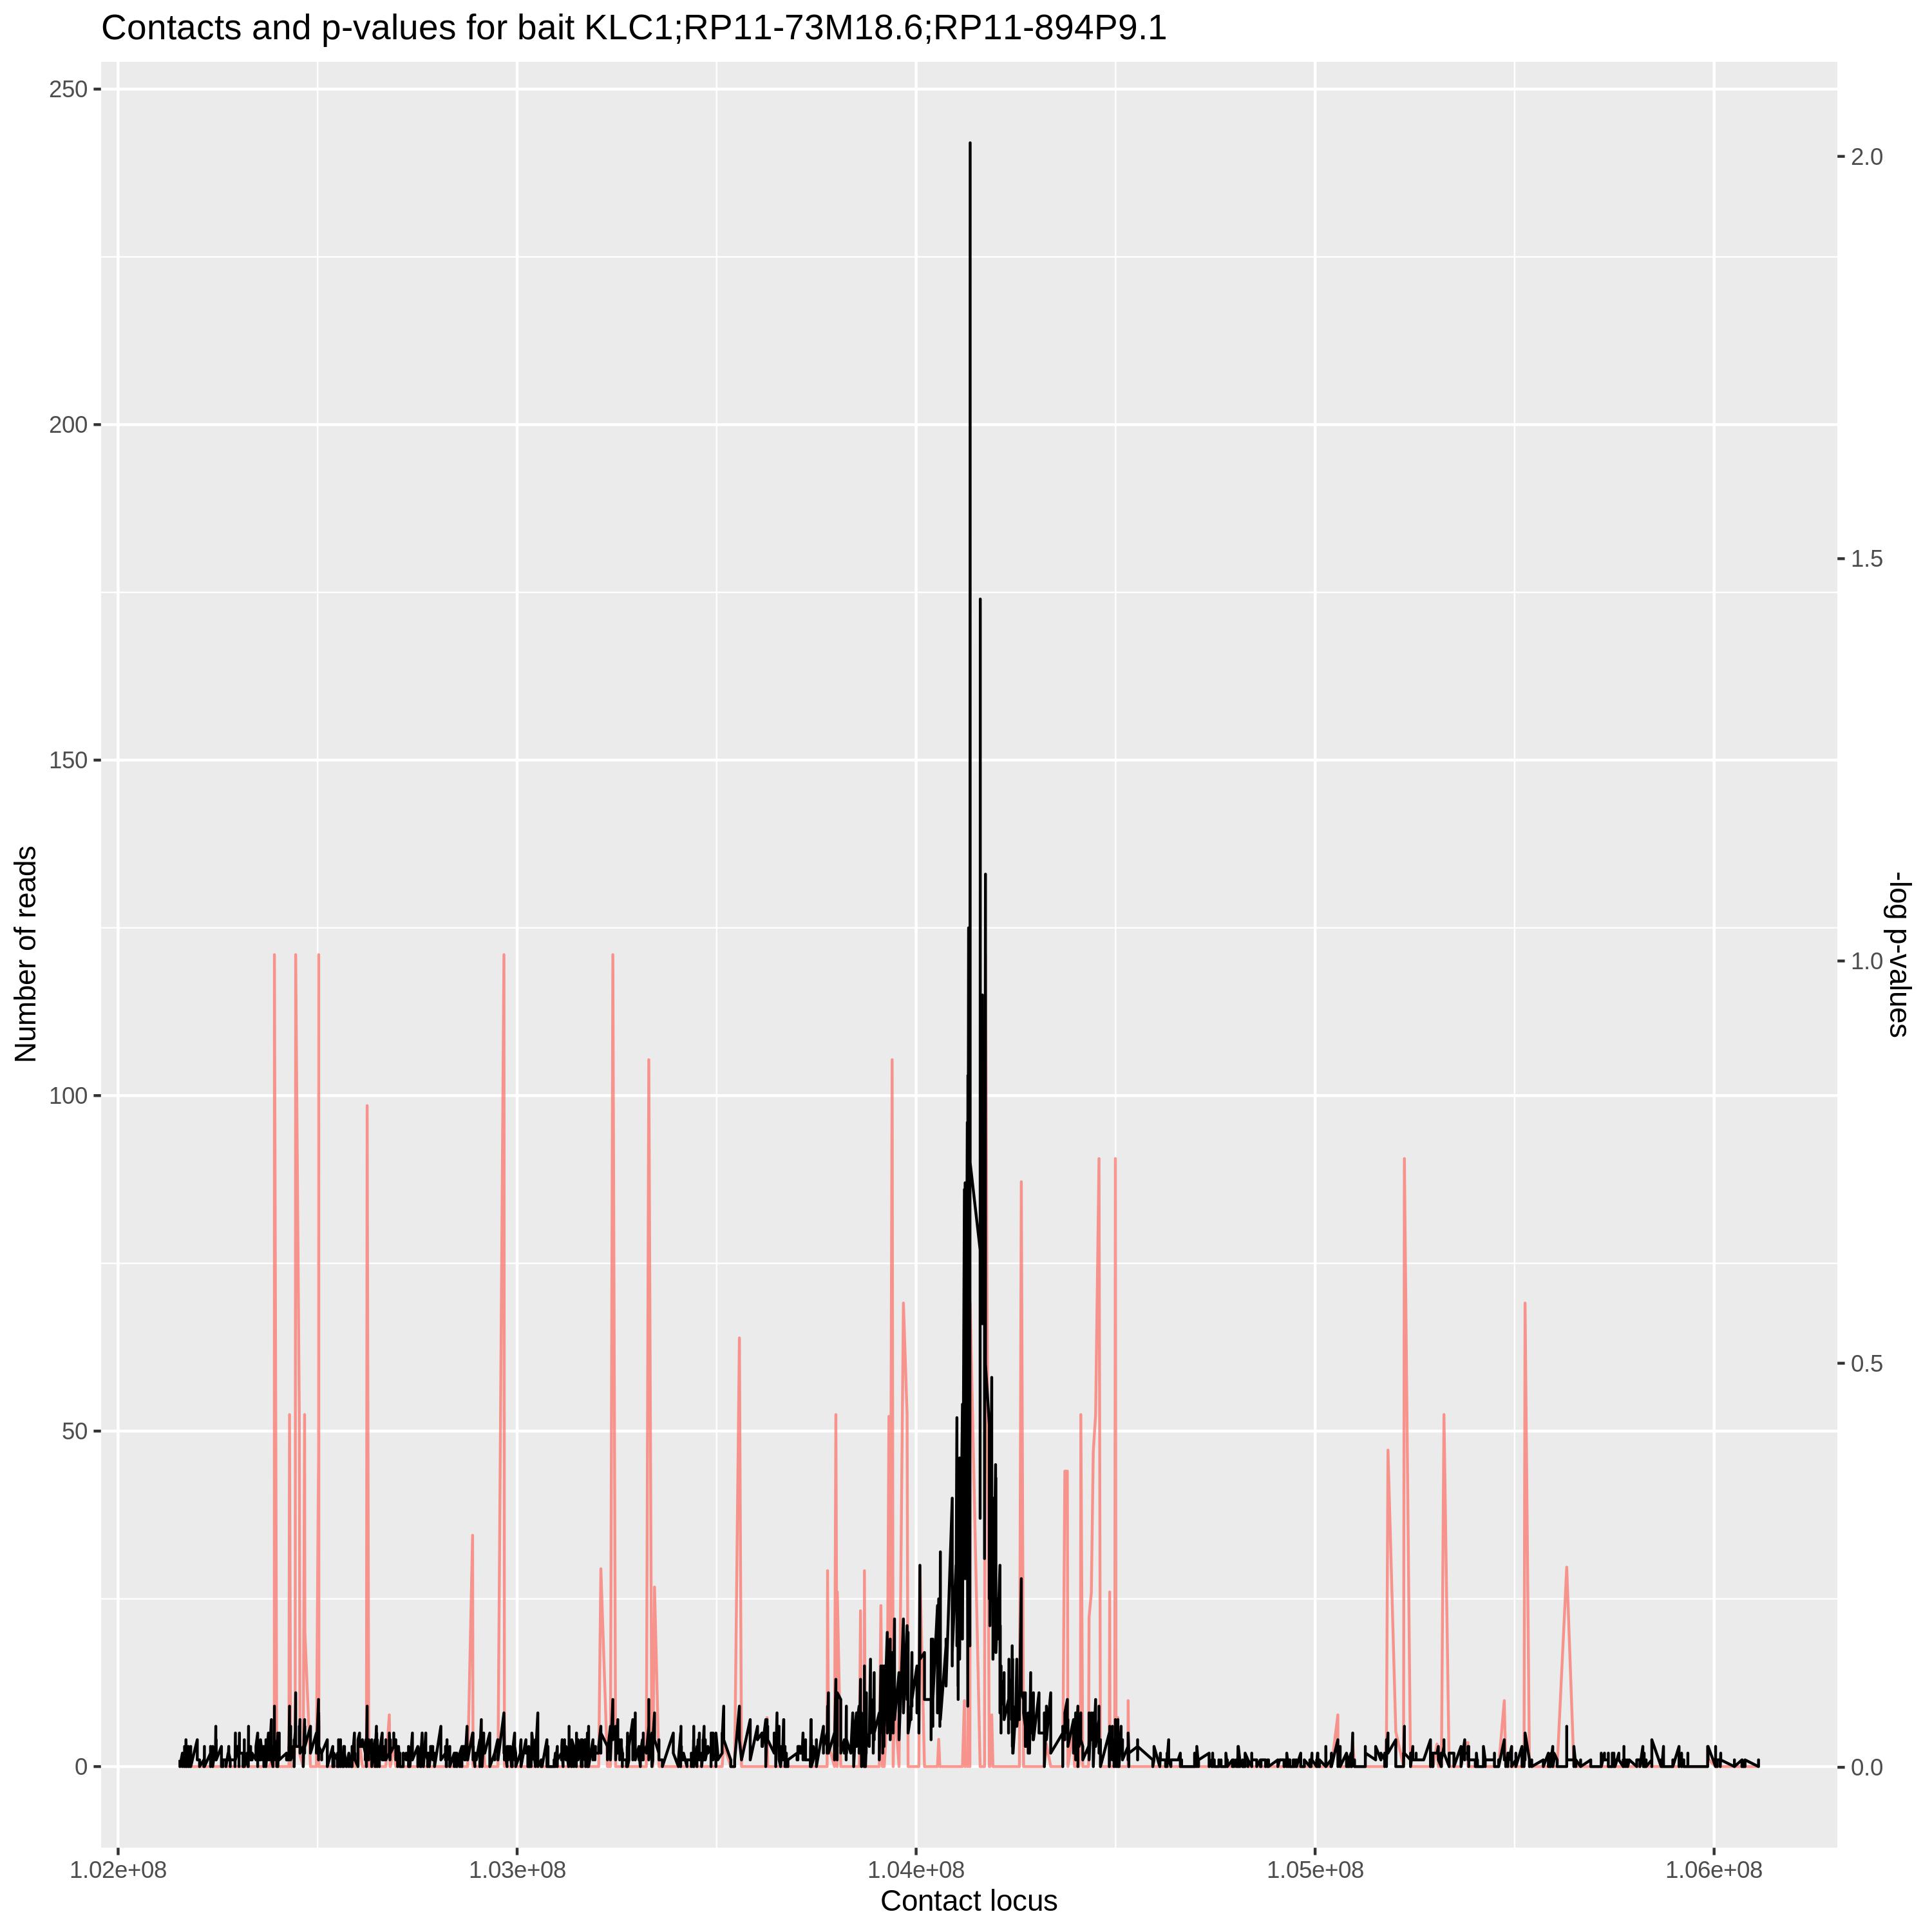 Contacts and p-values for bait KLC1;RP11-73M18.6;RP11-894P9.1
250
200
150
100
50
0
Number of reads
2.0
1.5
1.0
0.5
0.0
-log p-values
1.02e+08 1.03e+08 1.04e+08 1.05e+08 1.06e+08
Contact locus